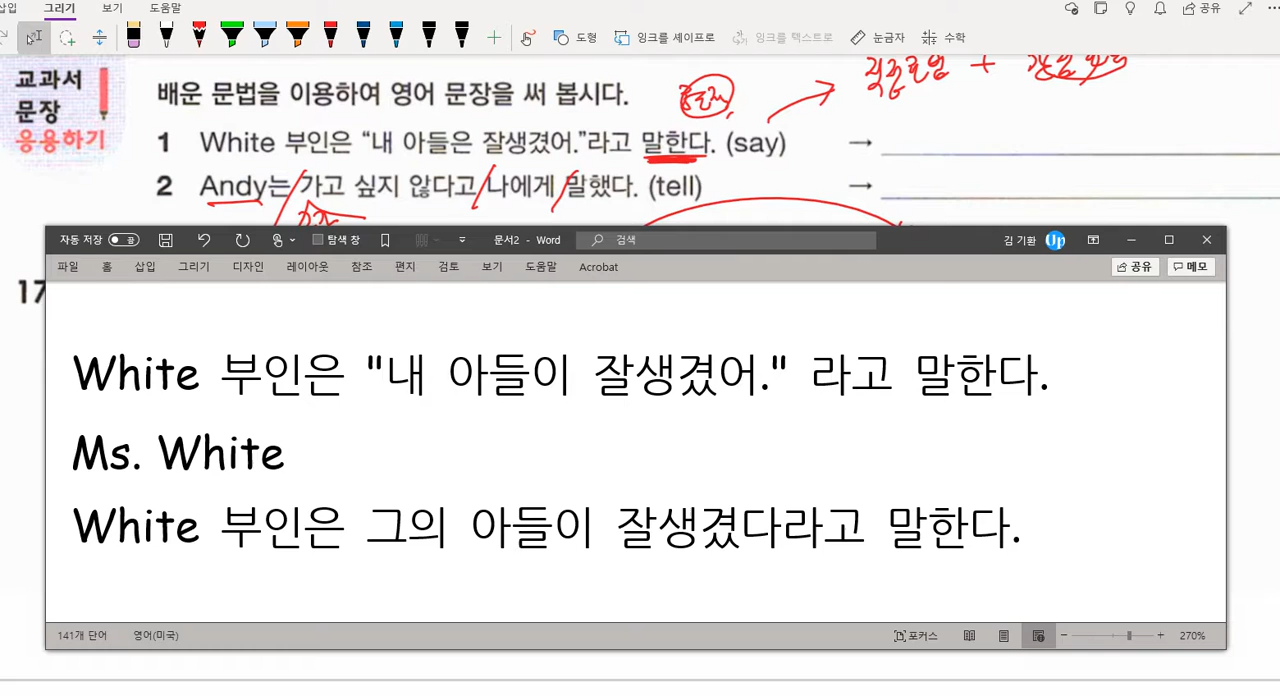 삽입 그리기 보기 도움말
공유
도형 잉크를 셰이프로 잉크를 텍스트로 눈금자 수학
교과서
문장
응용하기
배운 문법을 이용하여 영어 문장을 써 봅시다.
1 White 부인은 “내 아들은 잘생겼어.”라고 말한다. (say) →
2 Andy는 가고 싶지 않다고 나에게 말했다. (tell) →
자동 저장 끔 탐색 창 문서2 - Word 검색 김 기환 Up
파일 홈 삽입 그리기 디자인 레이아웃 참조 편지 검토 보기 도움말 Acrobat 공유 메모
17
White 부인은 "내 아들이 잘생겼어." 라고 말한다.
Ms. White
White 부인은 그의 아들이 잘생겼다라고 말한다.
141개 단어 영어(미국) 포커스 270%